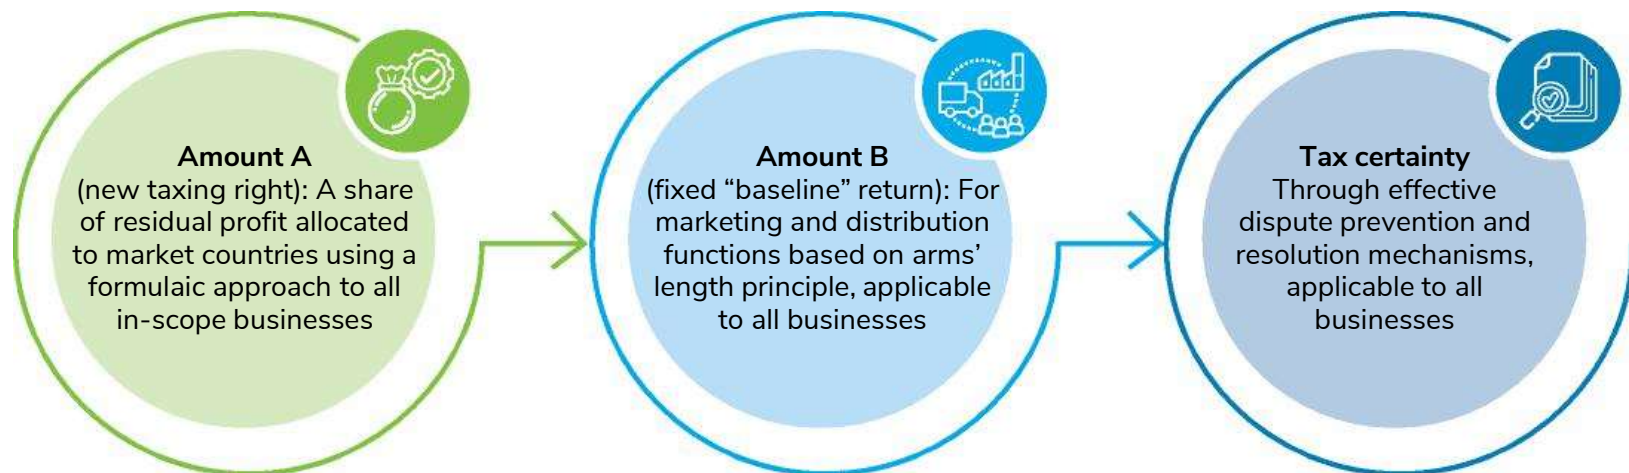 Amount A
(new taxing right): A share
of residual profit allocated
to market countries using a
formulaic approach to all
in-scope businesses
Amount B
(fixed “baseline” return): For
marketing and distribution
functions based on arms’
length principle, applicable
to all businesses
Tax certainty
Through effective
dispute prevention and
resolution mechanisms,
applicable to all
businesses